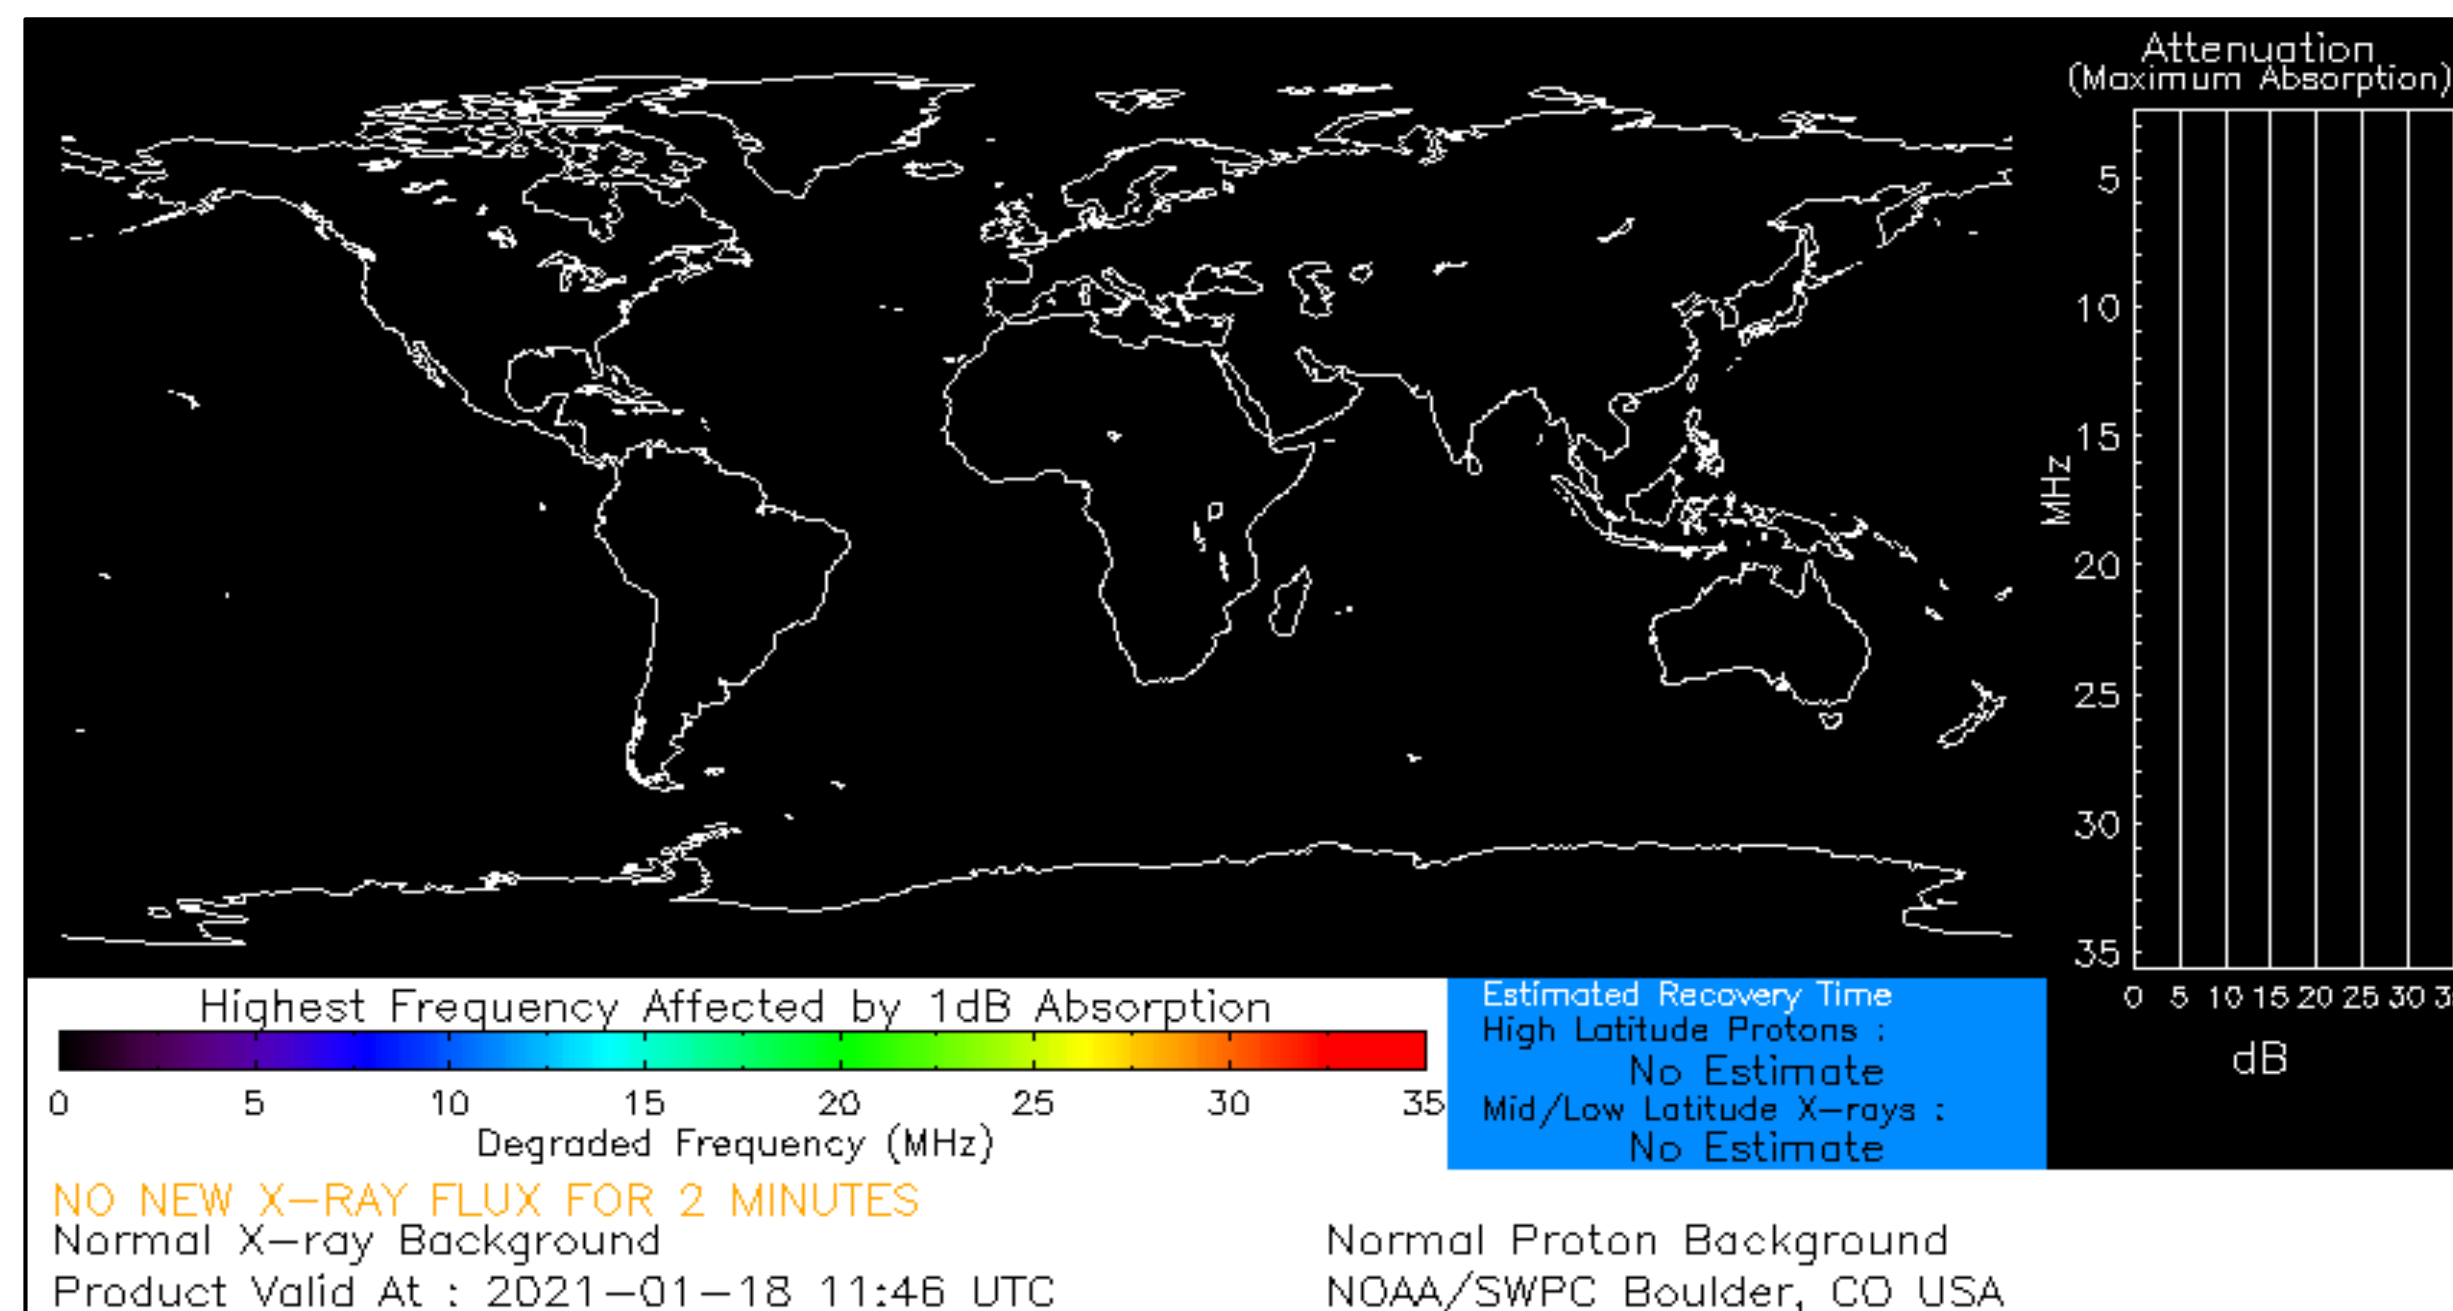 Attenuation
(Maximum Absorption)
5
10
15
20
25
30
35
MHz
0 5 10 15 20 25 30
dB
Highest Frequency Affected by 1dB Absorption
0 5 10 15 20 25 30 35
Degraded Frequency (MHz)
Estimated Recovery Time
High Latitude Protons :
No Estimate
Mid/Low Latitude X-rays :
No Estimate
NO NEW X-RAY FLUX FOR 2 MINUTES
Normal X-ray Background
Normal Proton Background
Product Valid At : 2021-01-18 11:46 UTC
NOAA/SWPC Boulder, CO USA